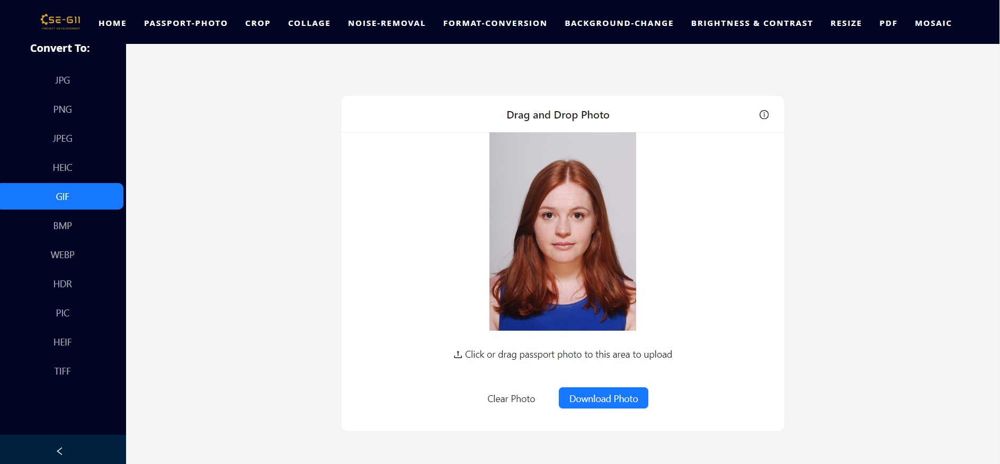 CSE-G11
PROJECT DEVELOPEMENT
HOME PASSPORT-PHOTO CROP COLLAGE NOISE-REMOVAL FORMAT-CONVERSION BACKGROUND-CHANGE BRIGHTNESS & CONTRAST RESIZE PDF MOSAIC
Convert To:
JPG
PNG
JPEG
HEIC
GIF
BMP
WEBP
HDR
PIC
HEIF
TIFF
Drag and Drop Photo
Click or drag passport photo to this area to upload
Clear Photo Download Photo